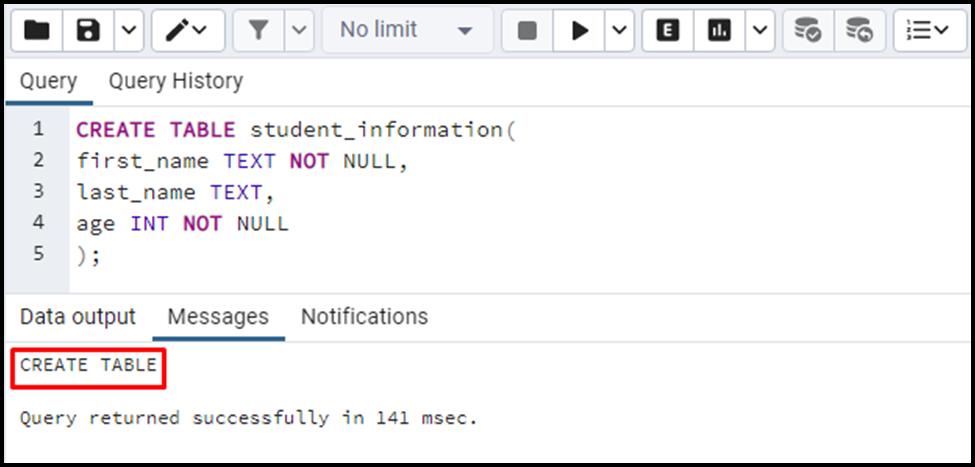 No limit
E
Query Query History
1 CREATE TABLE student_information(
2 first_name TEXT NOT NULL,
3 last_name TEXT,
4 age INT NOT NULL
5 );
Data output Messages Notifications
CREATE TABLE
Query returned successfully in 141 msec.